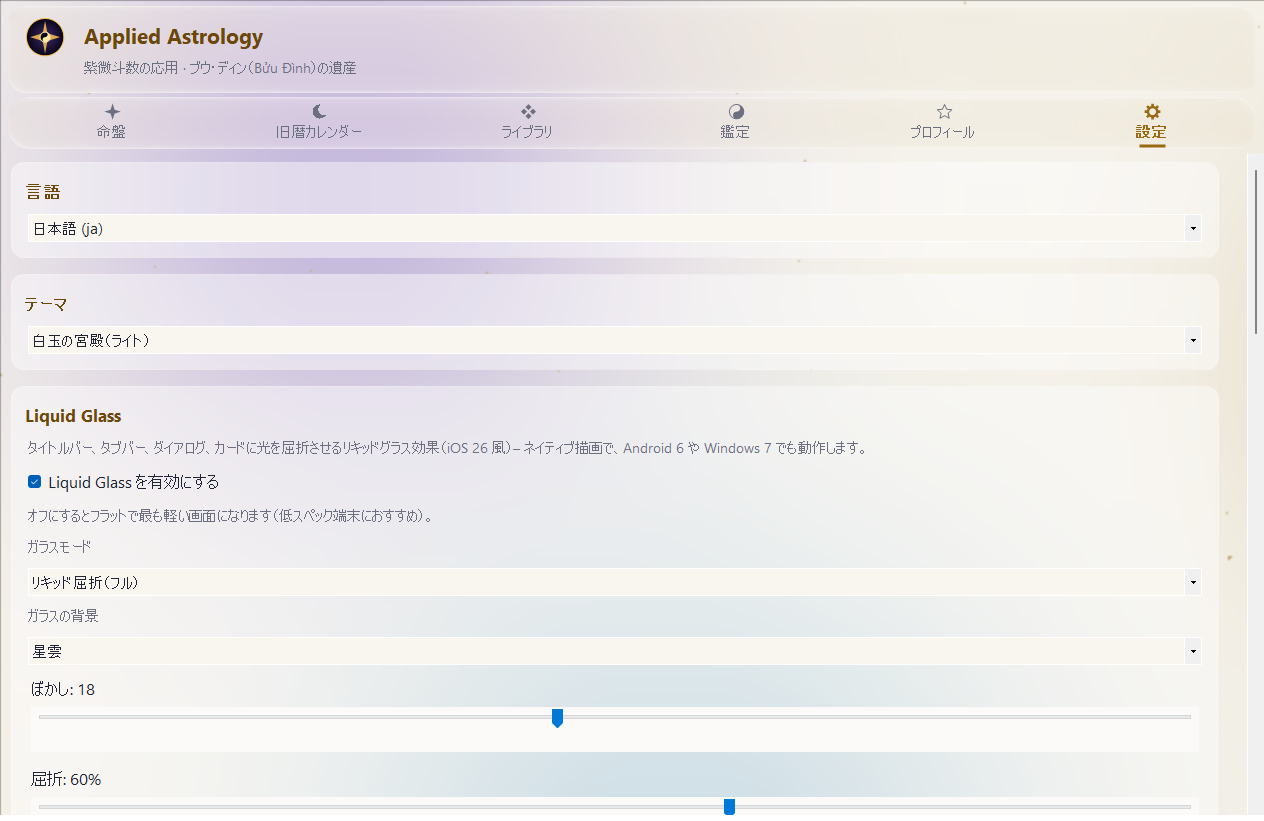 Applied Astrology
紫微斗数の応用 · ブウ・ディン（Bửu Đình）の遺産
命盤
旧暦カレンダー
ライブラリ
鑑定
プロフィール
設定
言語
日本語 (ja)
テーマ
白玉の宮殿（ライト）
Liquid Glass
タイトルバー、タブバー、ダイアログ、カードに光を屈折させるリキッドグラス効果（iOS 26 風）– ネイティブ描画で、Android 6 や Windows 7 でも動作します。
Liquid Glass を有効にする
オフにするとフラットで最も軽い画面になります（低スペック端末におすすめ）。
ガラスモード
リキッド屈折（フル）
ガラスの背景
星雲
ぼかし: 18
屈折: 60%